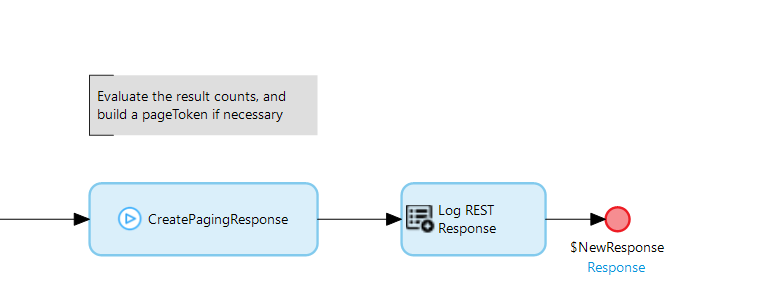 Evaluate the result counts, and
build a pageToken if necessary
CreatePagingResponse
Log REST
Response
$NewResponse
Response